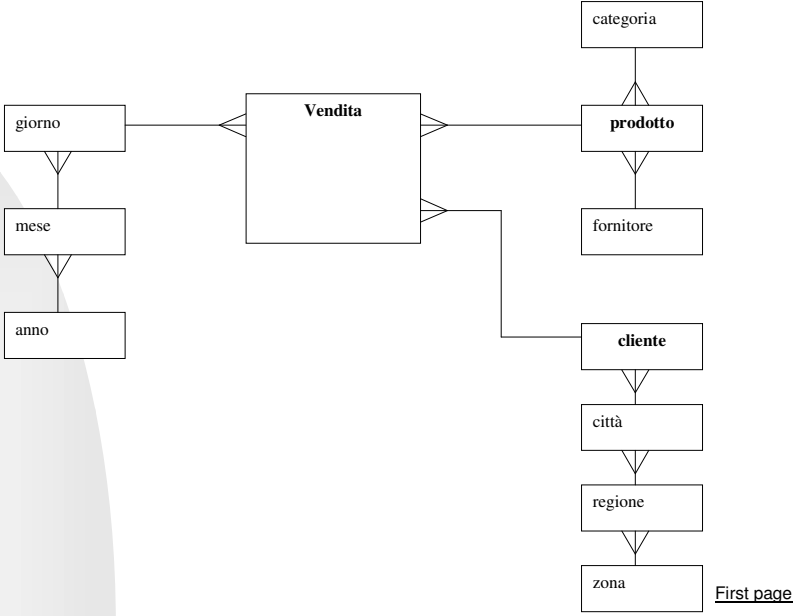 categoria
Vendita
giorno
prodotto
mese
fornitore
anno
cliente
città
regione
zona
First page